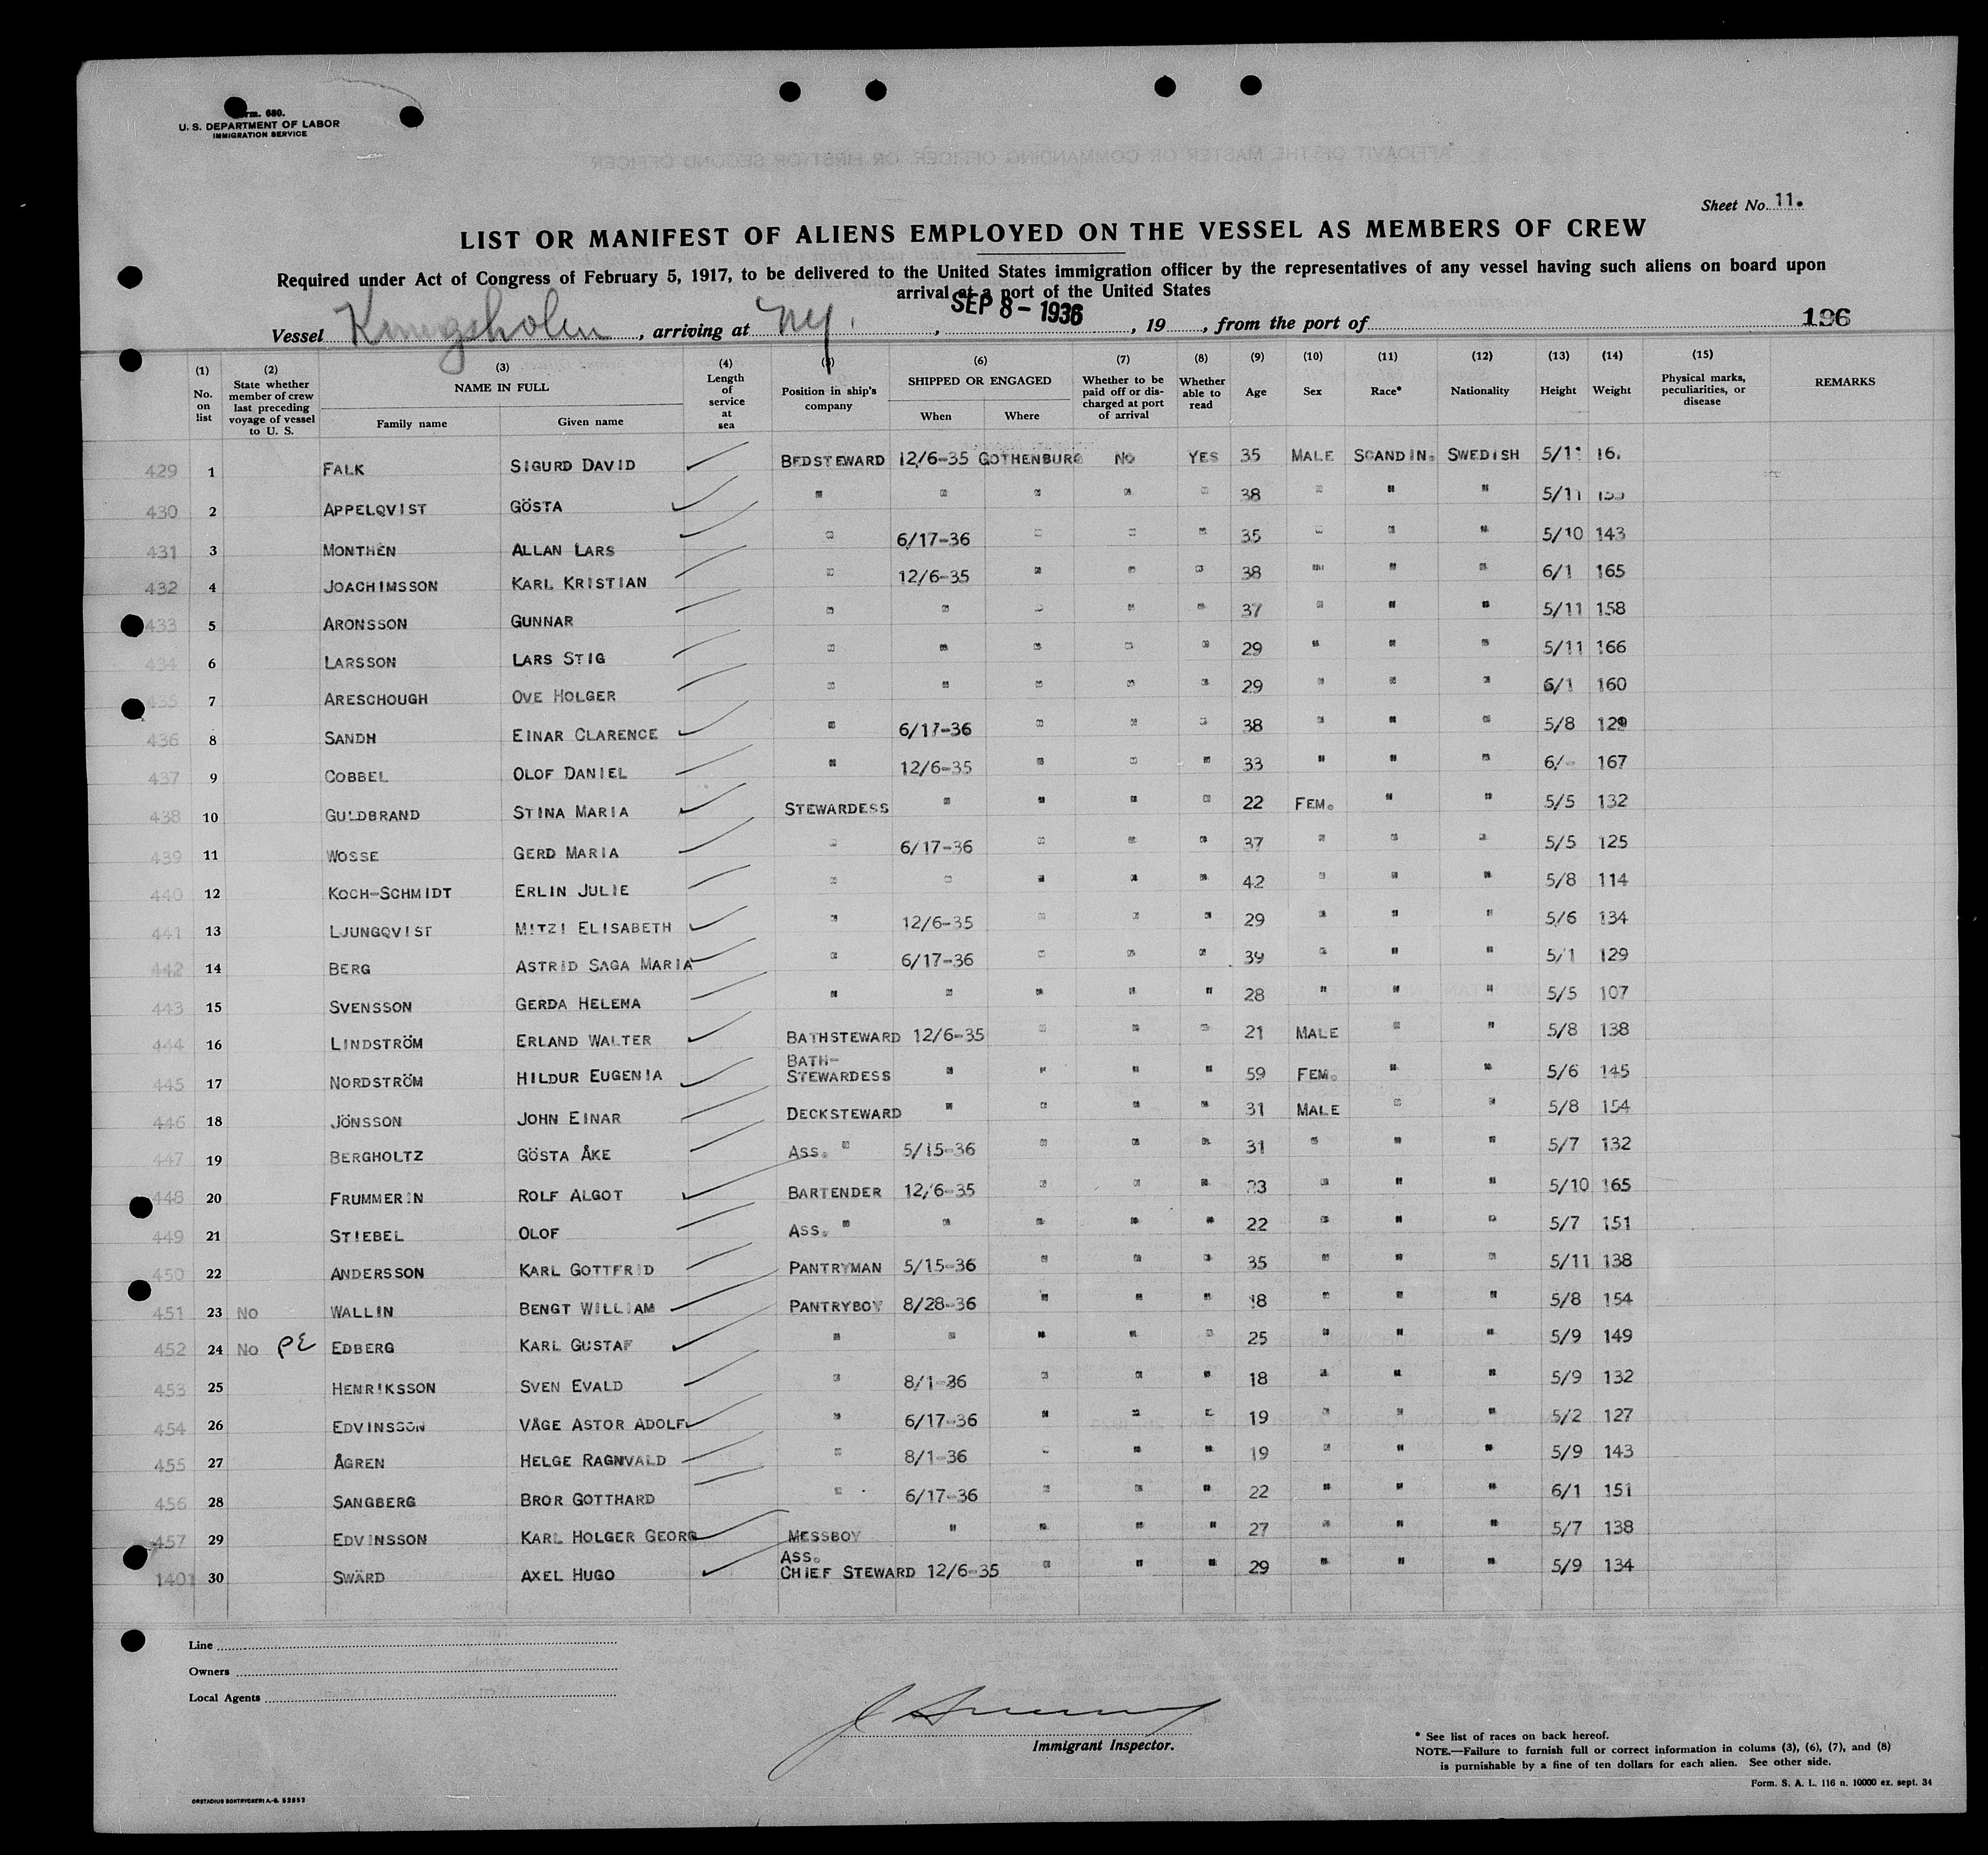 Form. 680.
U. S. DEPARTMENT OF LABOR
IMMIGRATION SERVICE
Sheet No. 11.
LIST OR MANIFEST OF ALIENS EMPLOYED ON THE VESSEL AS MEMBERS OF CREW
Required under Act of Congress of February 5, 1917, to be delivered to the United States immigration officer by the representatives of any vessel having such aliens on board upon
arrival at a port of the United States
Vessel Kungsholm, arriving at NY. , SEP 8 - 1936 , 19 , from the port of 196
(1) No. on list (2) State whether member of crew last preceding voyage of vessel to U. S. (3) NAME IN FULL Family name Given name (4) Length of service at sea (5) Position in ship's company (6) SHIPPED OR ENGAGED When Where (7) Whether to be paid off or discharged at port of arrival (8) Whether able to read (9) Age (10) Sex (11) Race* (12) Nationality (13) Height (14) Weight (15) Physical marks, peculiarities, or disease REMARKS
429 1 FALK SIGURD DAVID BEDSTEWARD 12/6-35 GOTHENBURG NO YES 35 MALE SCANDIN. SWEDISH
430 2 APPELQVIST GÖSTA " " " " " 38 " " " 5/11
431 3 MONTHÉN ALLAN LARS " 6/17-36 " " " 35 " " " 5/10 143
432 4 JOACHIMSSON KARL KRISTIAN " 12/6-35 " " " 38 " " " 6/1 165
433 5 ARONSSON GUNNAR " " " " " 37 " " " 5/11 158
434 6 LARSSON LARS STIG " " " " " 29 " " " 5/11 166
435 7 ARESCHOUGH OVE HOLGER " " " " " 29 " " " 6/1 160
436 8 SANDH EINAR CLARENCE " 6/17-36 " " " 38 " " " 5/8 129
437 9 COBBEL OLOF DANIEL " 12/6-35 " " " 33 " " " 6/- 167
438 10 GULDBRAND STINA MARIA STEWARDESS " " " " 22 FEM. " " 5/5 132
439 11 WOSSE GERD MARIA " 6/17-36 " " " 37 " " " 5/5 125
440 12 KOCH-SCHMIDT ERLIN JULIE " " " " " 42 " " " 5/8 114
441 13 LJUNGQVIST MITZI ELISABETH " 12/6-35 " " " 29 " " " 5/6 134
442 14 BERG ASTRID SAGA MARIA " 6/17-36 " " " 39 " " " 5/1 129
443 15 SVENSSON GERDA HELENA " " " " " 28 " " " 5/5 107
444 16 LINDSTRÖM ERLAND WALTER BATHSTEWARD 12/6-35 " " " 21 MALE " " 5/8 138
445 17 NORDSTRÖM HILDUR EUGENIA BATH-STEWARDESS " " " " 59 FEM. " " 5/6 145
446 18 JÖNSSON JOHN EINAR DECKSTEWARD " " " " 31 MALE " " 5/8 154
447 19 BERGHOLTZ GÖSTA ÅKE ASS. " 5/15-36 " " " 31 " " " 5/7 132
448 20 FRUMMERIN ROLF ALGOT BARTENDER 12/6-35 " " " " " " 5/10 165
449 21 STIEBEL OLOF ASS. " " " " " 22 " " " 5/7 151
450 22 ANDERSSON KARL GOTTFRID PANTRYMAN 5/15-36 " " " 35 " " " 5/11 138
451 23 No WALLIN BENGT WILLIAM PANTRYBOY 8/28-36 " " " 18 " " " 5/8 154
452 24 No PE EDBERG KARL GUSTAF " " " " " 25 " " " 5/9 149
453 25 HENRIKSSON SVEN EVALD " 8/1-36 " " " 18 " " " 5/9 132
454 26 EDVINSSON VÅGE ASTOR ADOLF " 6/17-36 " " " 19 " " " 5/2 127
455 27 ÅGREN HELGE RAGNVALD " 8/1-36 " " " 19 " " " 5/9 143
456 28 SANGBERG BROR GOTTHARD " 6/17-36 " " " 22 " " " 6/1 151
457 29 EDVINSSON KARL HOLGER GEORG MESSBOY " " " " 27 " " " 5/7 138
1401 30 SWÄRD AXEL HUGO ASS. CHIEF STEWARD 12/6-35 " " " 29 " " " 5/9 134
Line
Owners
Local Agents
Immigrant Inspector.
* See list of races on back hereof.
NOTE.—Failure to furnish full or correct information in colums (3), (6), (7), and (8)
is purnishable by a fine of ten dollars for each alien. See other side.
Form. S. A. L. 116 n. 10000 ex. sept. 34
ORSTADIUS BOKTRYCKERI A.-B. 52852